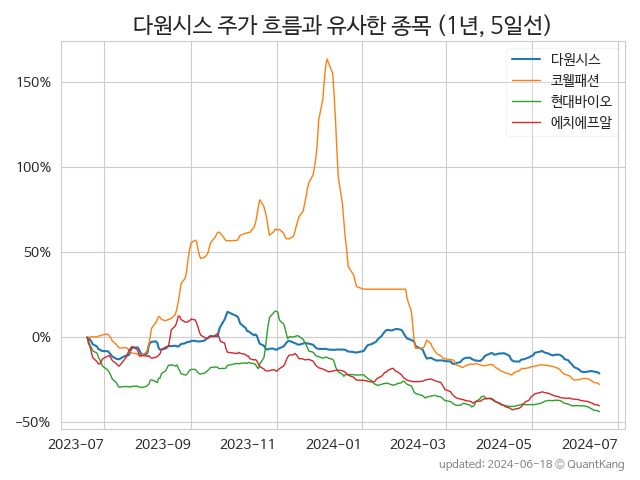 다원시스 주가 흐름과 유사한 종목 (1년, 5일선)
다원시스
코웰패션
현대바이오
에치에프알
150%
100%
50%
0%
−50%
2023−07 2023−09 2023−11 2024−01 2024−03 2024−05 2024−07
updated: 2024−06−18 © QuantKang